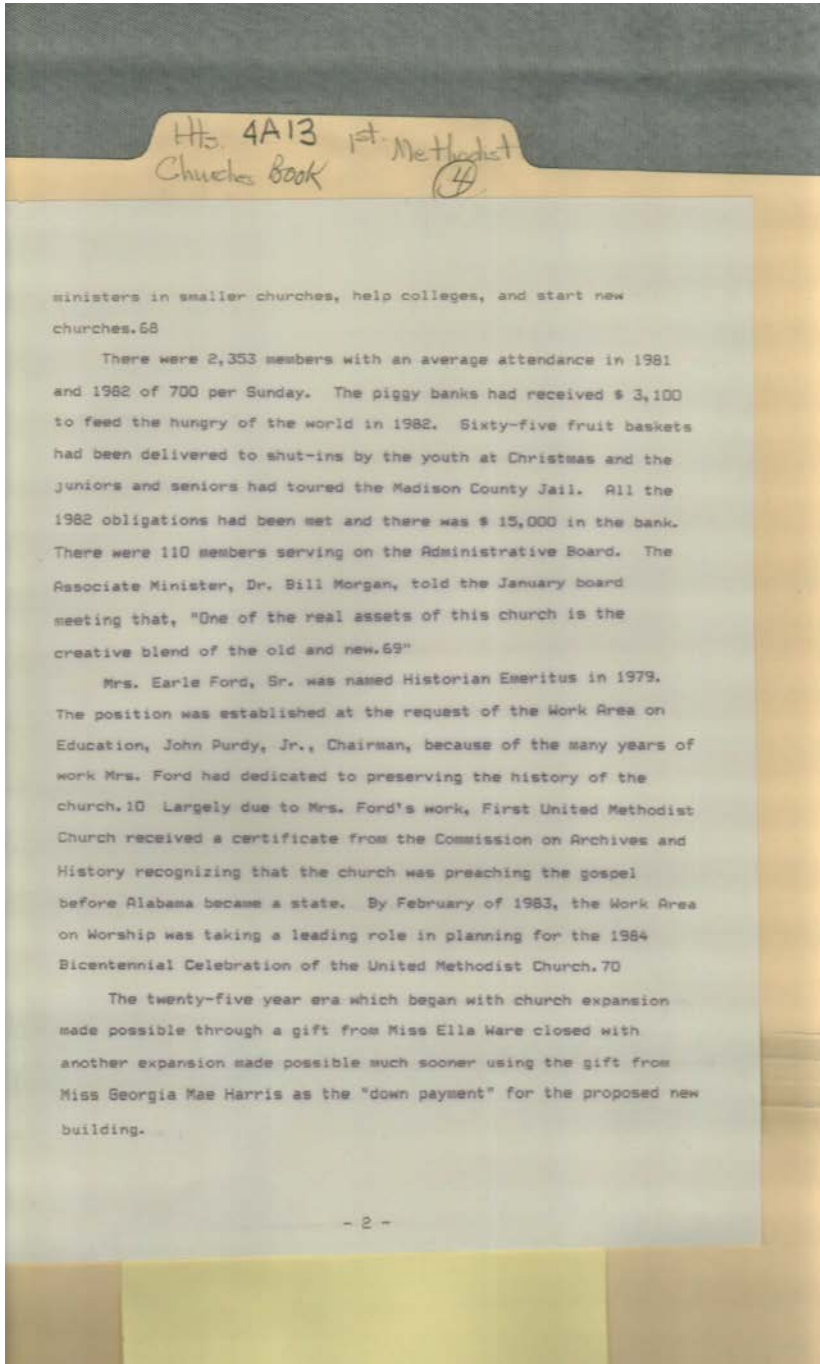 Hts. 4A13 1st. Methodist
Churches Book 4
ministers in smaller churches, help colleges, and start new
churches.68
There were 2,353 members with an average attendance in 1981
and 1982 of 700 per Sunday. The piggy banks had received $ 3,100
to feed the hungry of the world in 1982. Sixty-five fruit baskets
had been delivered to shut-ins by the youth at Christmas and the
juniors and seniors had toured the Madison County Jail. All the
1982 obligations had been met and there was $ 15,000 in the bank.
There were 110 members serving on the Administrative Board. The
Associate Minister, Dr. Bill Morgan, told the January board
meeting that, "One of the real assets of this church is the
creative blend of the old and new.69"
Mrs. Earle Ford, Sr. was named Historian Emeritus in 1979.
The position was established at the request of the Work Area on
Education, John Purdy, Jr., Chairman, because of the many years of
work Mrs. Ford had dedicated to preserving the history of the
church.10 Largely due to Mrs. Ford's work, First United Methodist
Church received a certificate from the Commission on Archives and
History recognizing that the church was preaching the gospel
before Alabama became a state. By February of 1983, the Work Area
on Worship was taking a leading role in planning for the 1984
Bicentennial Celebration of the United Methodist Church.70
The twenty-five year era which began with church expansion
made possible through a gift from Miss Ella Ware closed with
another expansion made possible much sooner using the gift from
Miss Georgia Mae Harris as the "down payment" for the proposed new
building.
- 2 -